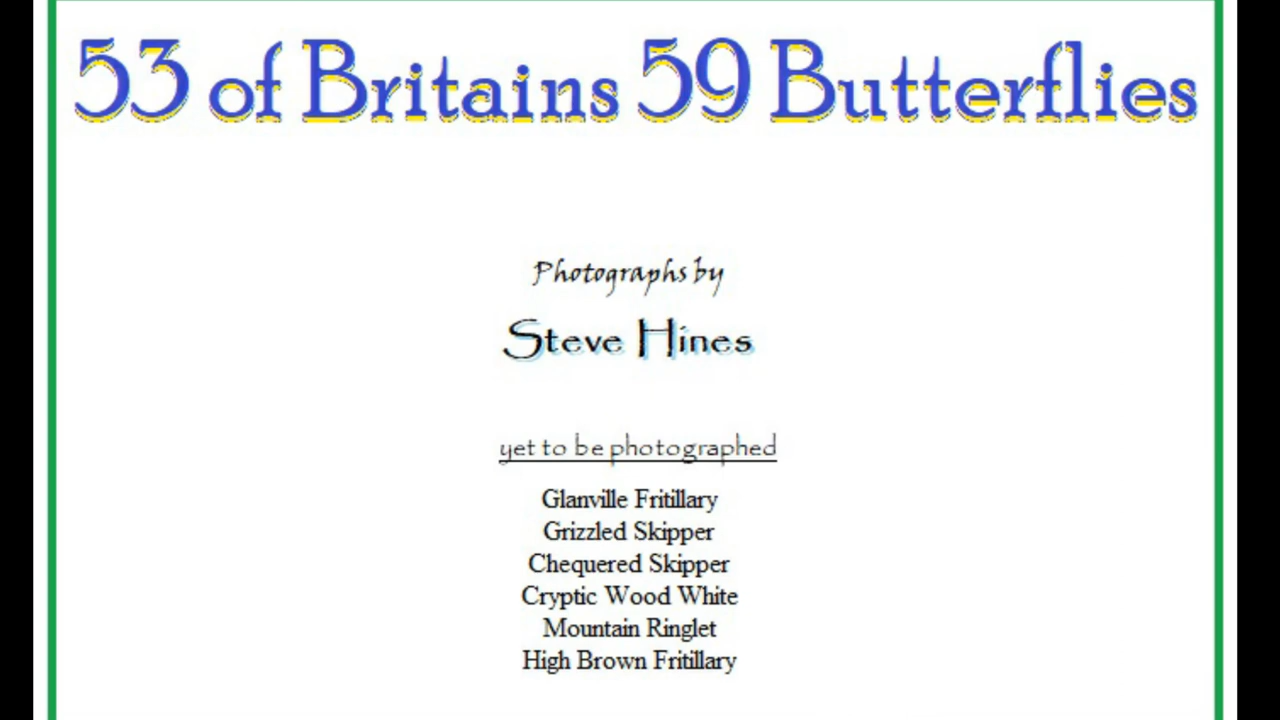 53 of Britains 59 Butterflies
Photographs by
Steve Hines
yet to be photographed
Glanville Fritillary
Grizzled Skipper
Chequered Skipper
Cryptic Wood White
Mountain Ringlet
High Brown Fritillary